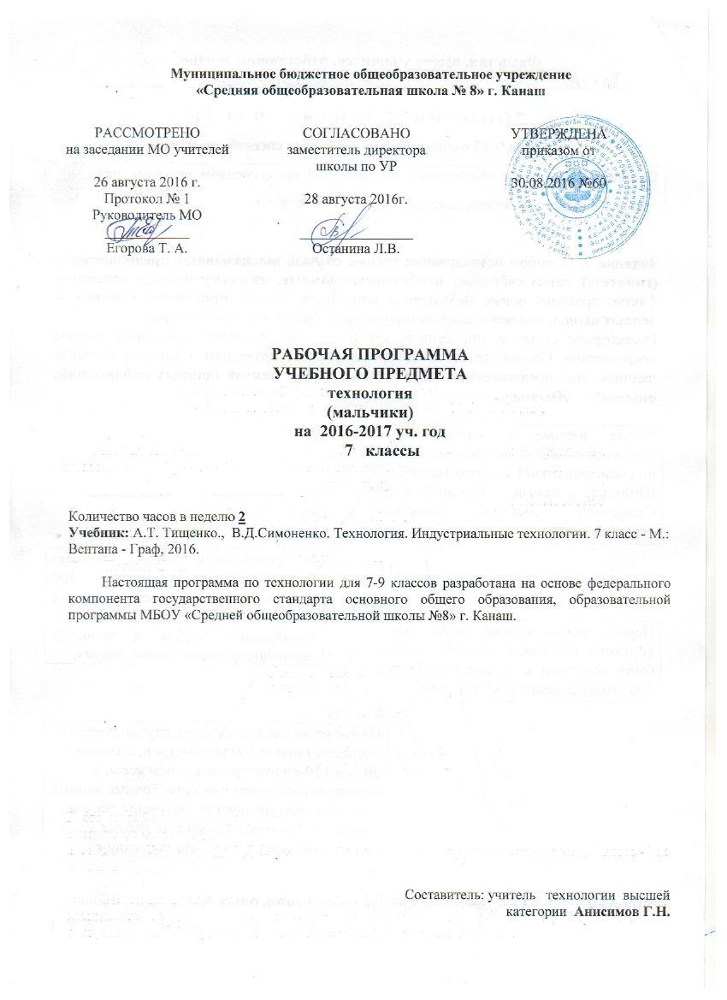 Муниципальное бюджетное общеобразовательное учреждение
«Средняя общеобразовательная школа № 8» г. Канаш
РАССМОТРЕНО
на заседании МО учителей
26 августа 2016 г.
Протокол № 1
Руководитель МО
Егорова Т. А.
СОГЛАСОВАНО
заместитель директора
школы по УР
28 августа 2016г.
Останина Л.В.
УТВЕРЖДЕНА
приказом от
30.08.2016 №60
РАБОЧАЯ ПРОГРАММА
УЧЕБНОГО ПРЕДМЕТА
технология
(мальчики)
на 2016-2017 уч. год
7 классы
Количество часов в неделю 2
Учебник: А.Т. Тищенко., В.Д.Симоненко. Технология. Индустриальные технологии. 7 класс - М.:
Вентана - Граф, 2016.
Настоящая программа по технологии для 7-9 классов разработана на основе федерального
компонента государственного стандарта основного общего образования, образовательной
программы МБОУ «Средней общеобразовательной школы №8» г. Канаш.
Составитель: учитель технологии высшей
категории Анисимов Г.Н.